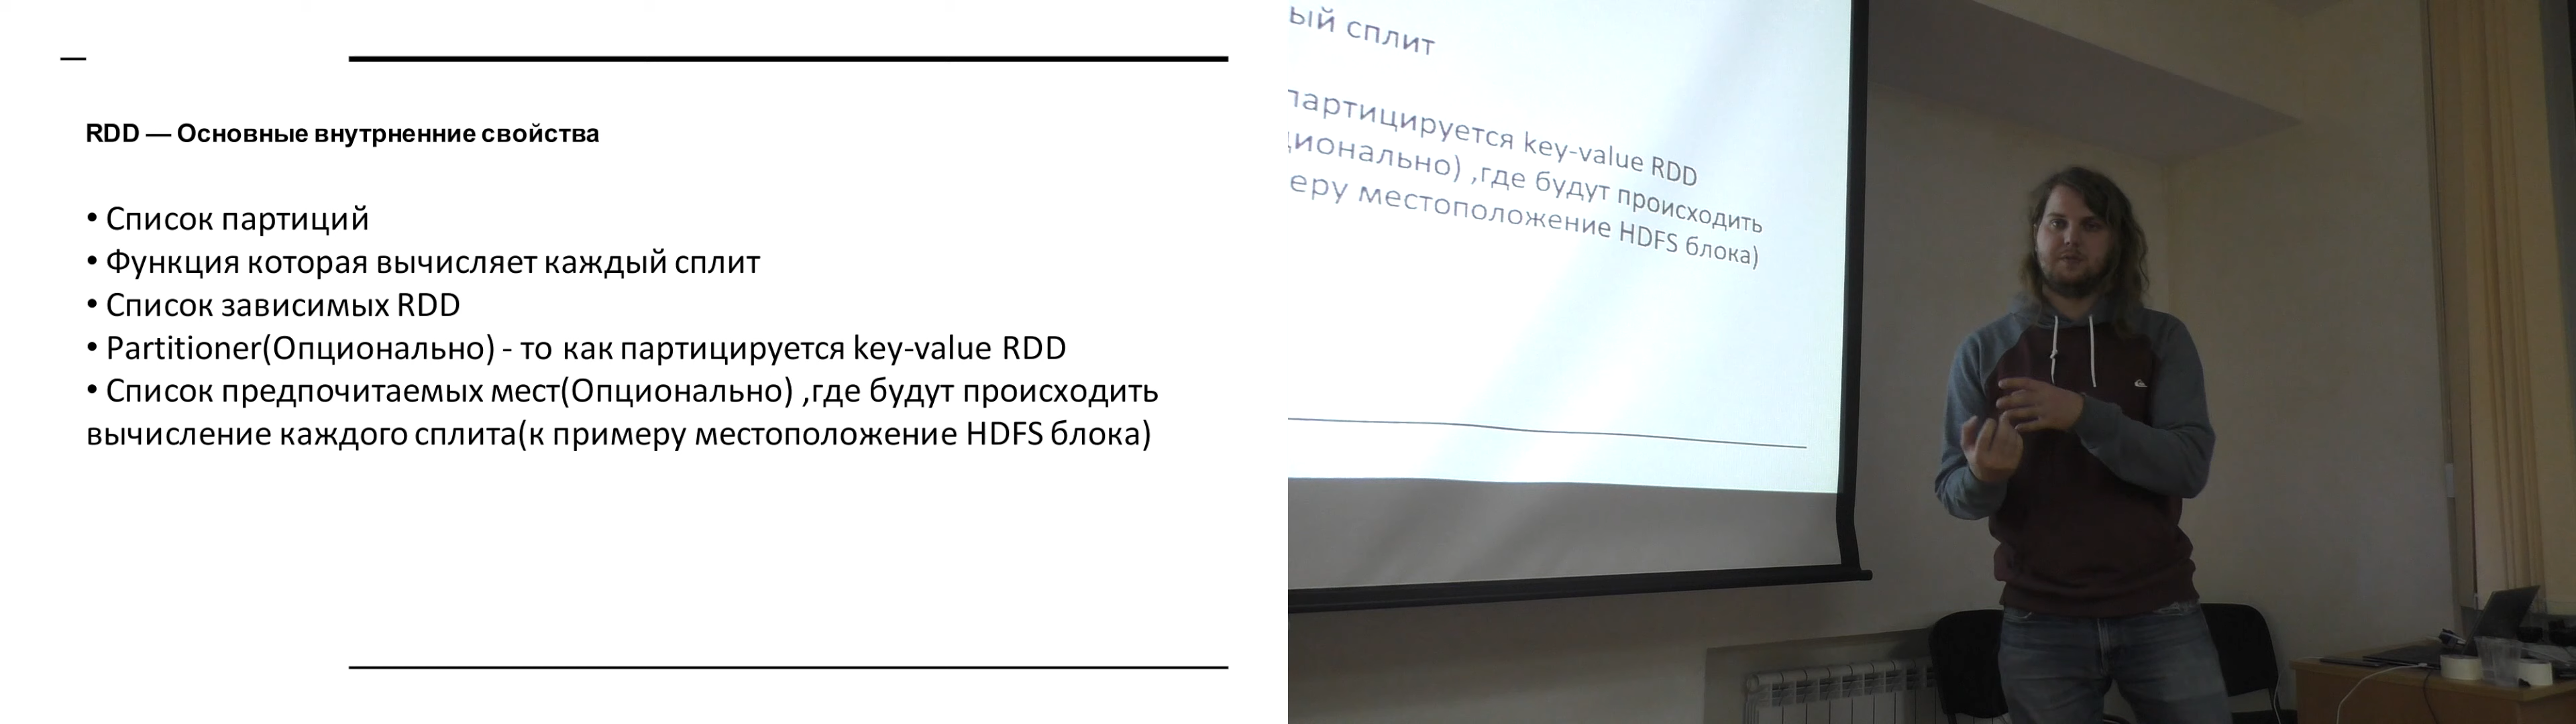 RDD — Основные внутрненние свойства
• Список партиций
• Функция которая вычисляет каждый сплит
• Список зависимых RDD
• Partitioner(Опционально) - то как партицируется key-value RDD
• Список предпочитаемых мест(Опционально) ,где будут происходить
вычисление каждого сплита(к примеру местоположение HDFS блока)
ый сплит
партицируется key-value RDD
ционально) ,где будут происходить
еру местоположение HDFS блока)